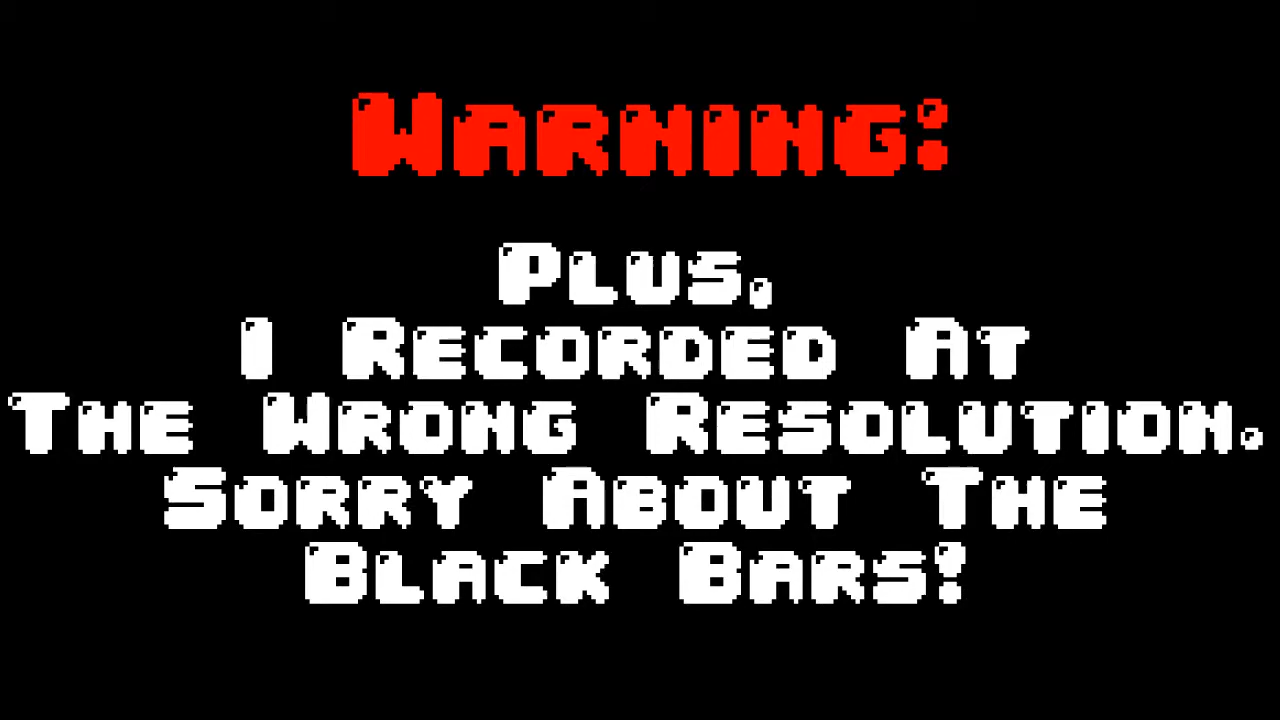 Warning:
Plus,
I Recorded At
The Wrong Resolution.
Sorry About The
Black Bars!